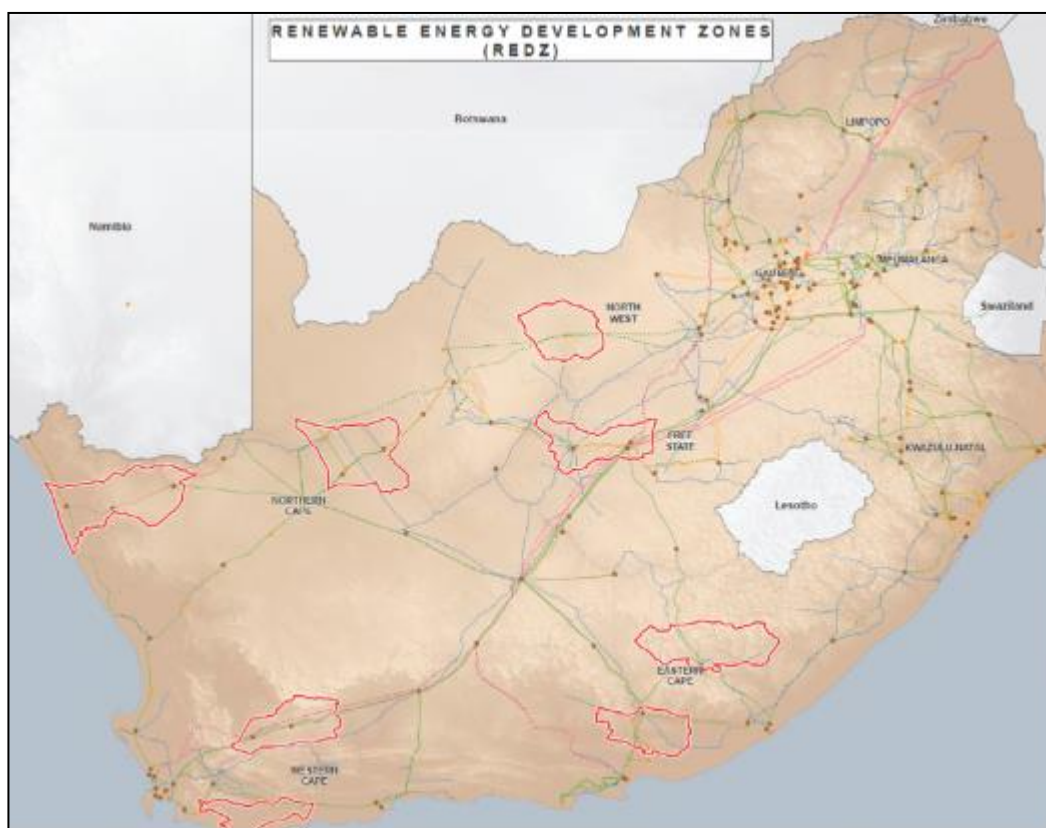 RENEWABLE ENERGY DEVELOPMENT ZONES
(REDZ)
Zimbabwe
Botswana
LIMPOPO
Namibia
GAUTENG
MPUMALANGA
Swaziland
NORTH
WEST
FREE
STATE
KWAZULU-NATAL
NORTHERN
CAPE
Lesotho
EASTERN
CAPE
WESTERN
CAPE